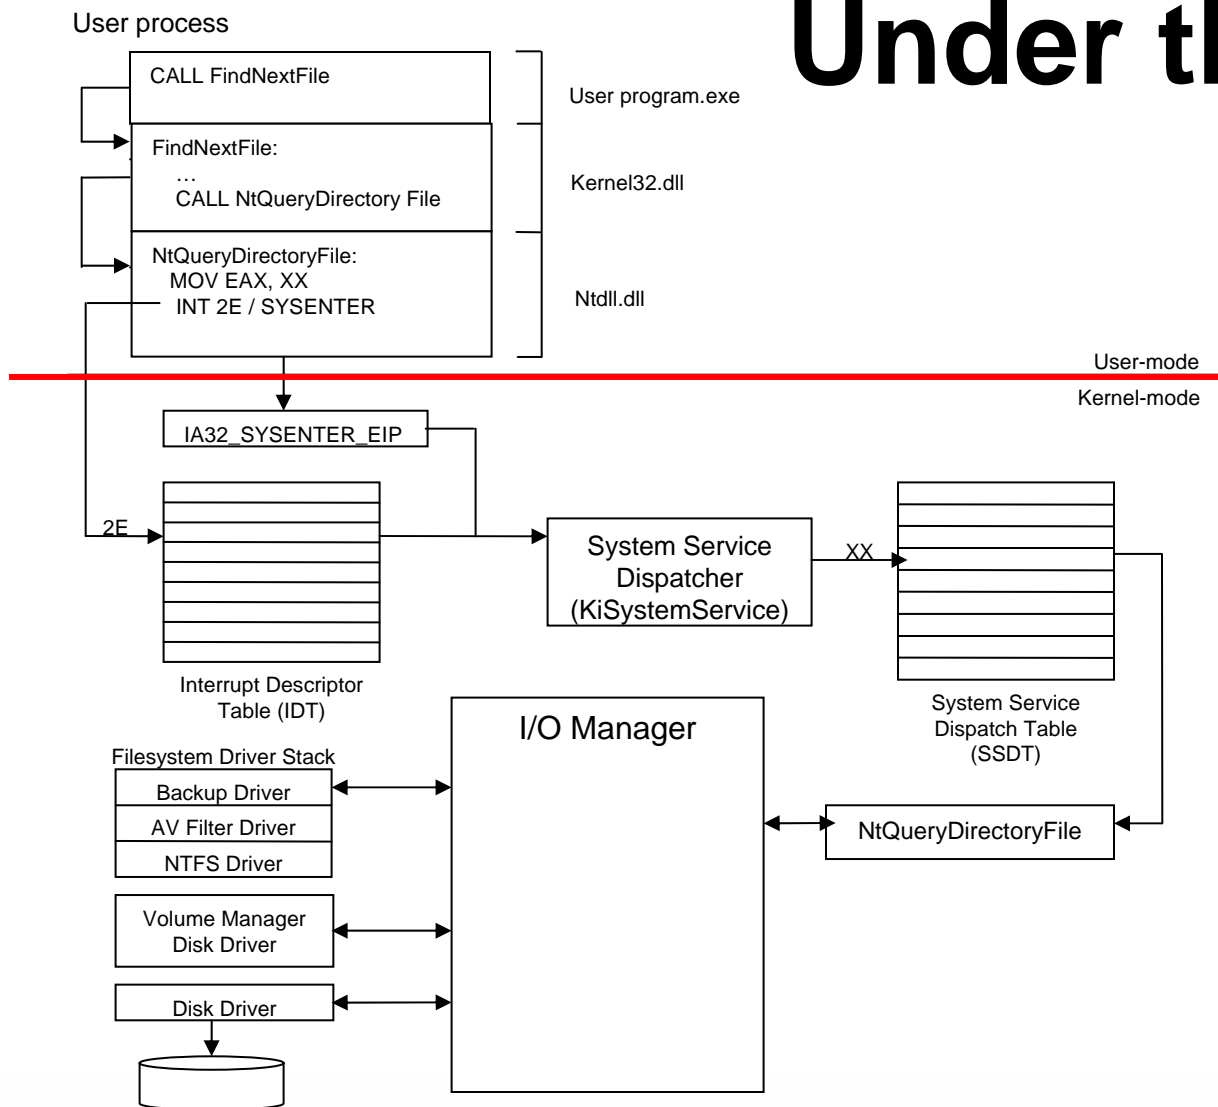 User process
Under th
CALL FindNextFile
User program.exe
FindNextFile:
…
CALL NtQueryDirectory File
Kernel32.dll
NtQueryDirectoryFile:
MOV EAX, XX
INT 2E / SYSENTER
Ntdll.dll
User-mode
Kernel-mode
IA32_SYSENTER_EIP
2E
System Service
Dispatcher
(KiSystemService)
XX
Interrupt Descriptor
Table (IDT)
System Service
Dispatch Table
(SSDT)
I/O Manager
Filesystem Driver Stack
Backup Driver
AV Filter Driver
NTFS Driver
NtQueryDirectoryFile
Volume Manager
Disk Driver
Disk Driver